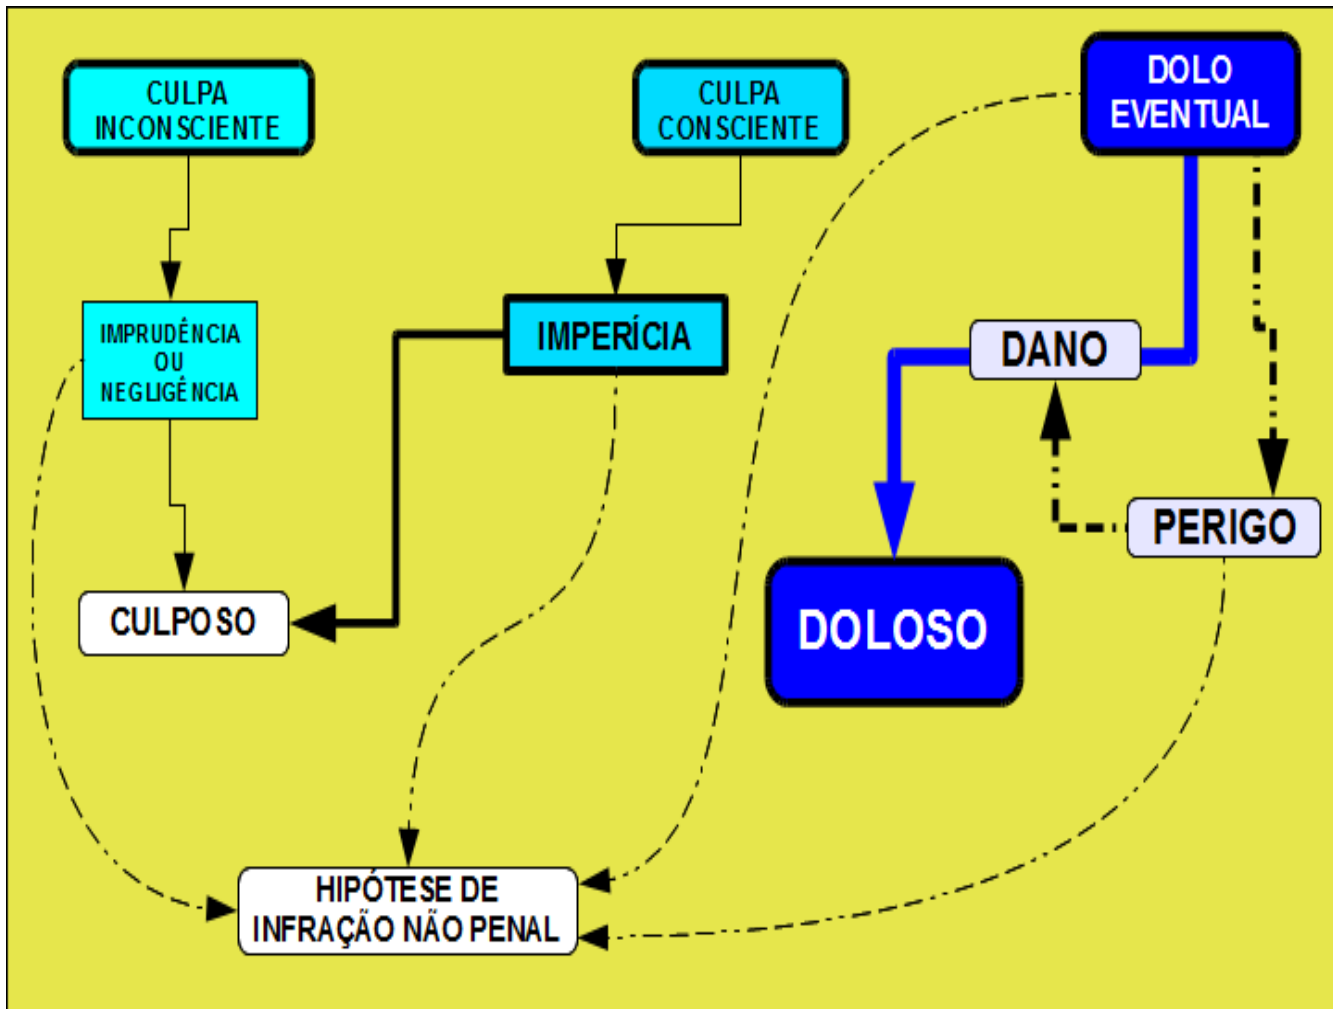 CULPA
INCONSCIENTE
CULPA
CONSCIENTE
DOLO
EVENTUAL
IMPRUDÊNCIA
OU
NEGLIGÊNCIA
IMPERÍCIA
DANO
PERIGO
CULPOSO
DOLOSO
HIPÓTESE DE
INFRAÇÃO NÃO PENAL